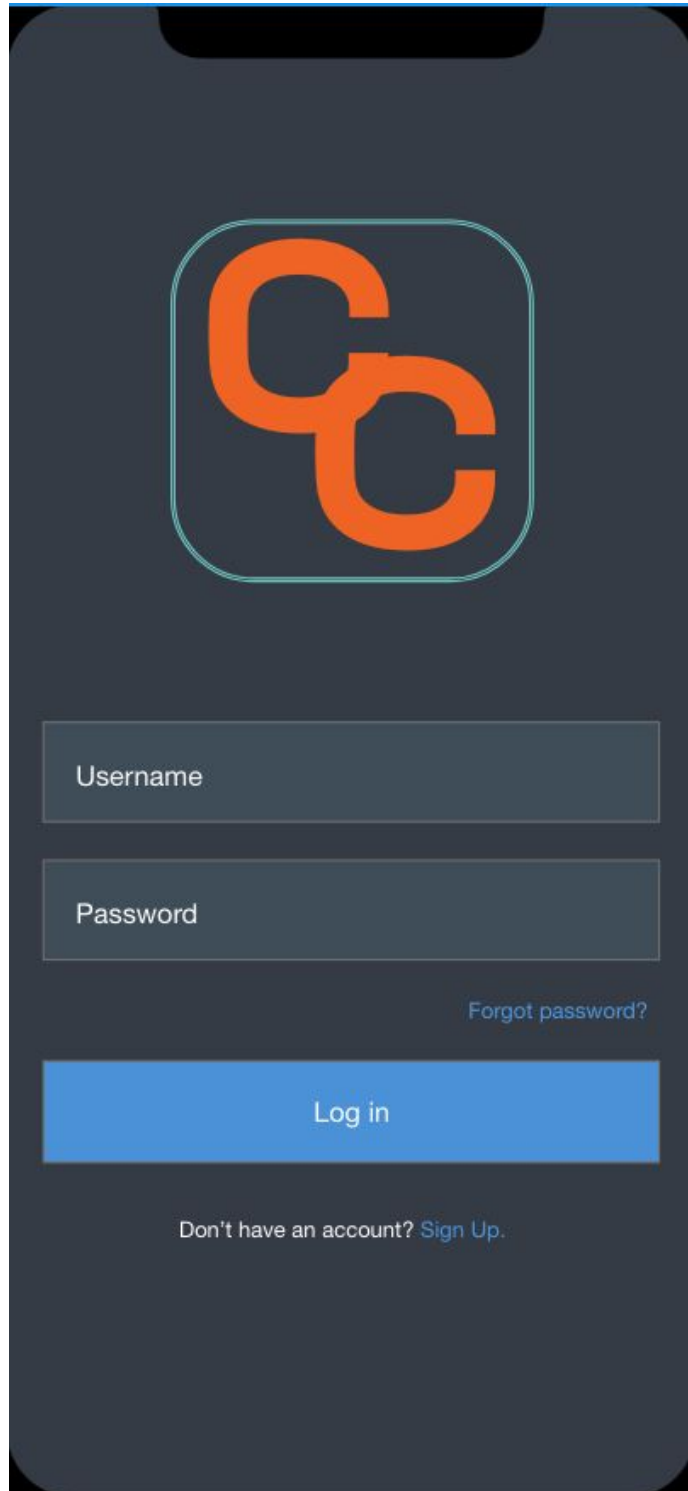 CC
Username
Password
Forgot password?
Log in
Don't have an account? Sign Up.